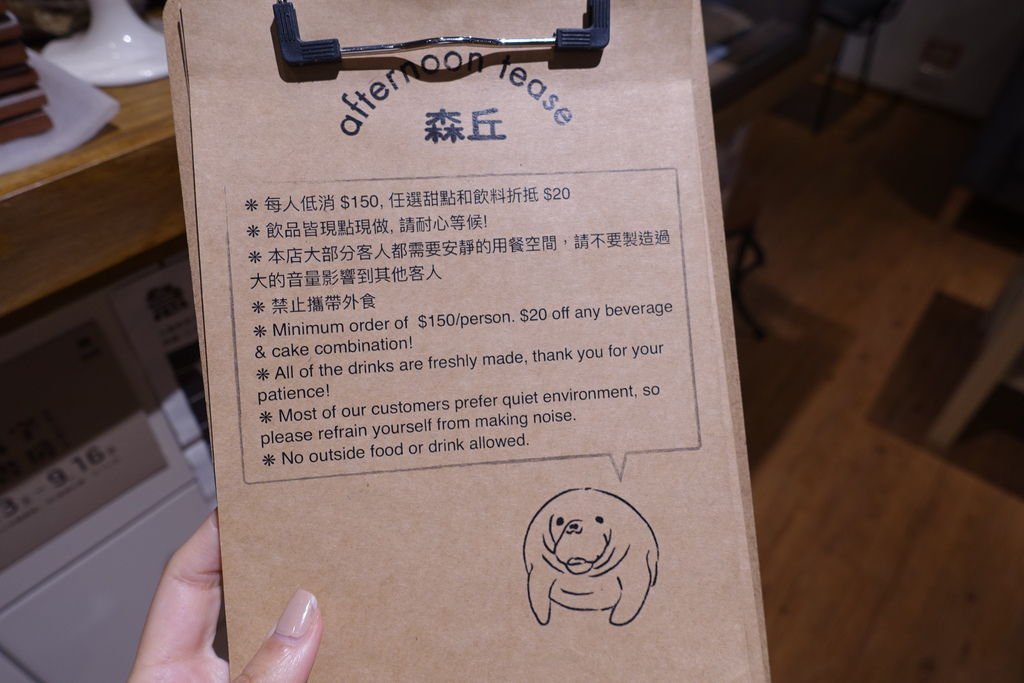 afternoon tease
森丘
❋ 每人低消 $150, 任選甜點和飲料折抵 $20
❋ 飲品皆現點現做, 請耐心等候!
❋ 本店大部分客人都需要安靜的用餐空間，請不要製造過
大的音量影響到其他客人
❋ 禁止攜帶外食
❋ Minimum order of $150/person. $20 off any beverage
& cake combination!
❋ All of the drinks are freshly made, thank you for your
patience!
❋ Most of our customers prefer quiet environment, so
please refrain yourself from making noise.
❋ No outside food or drink allowed.